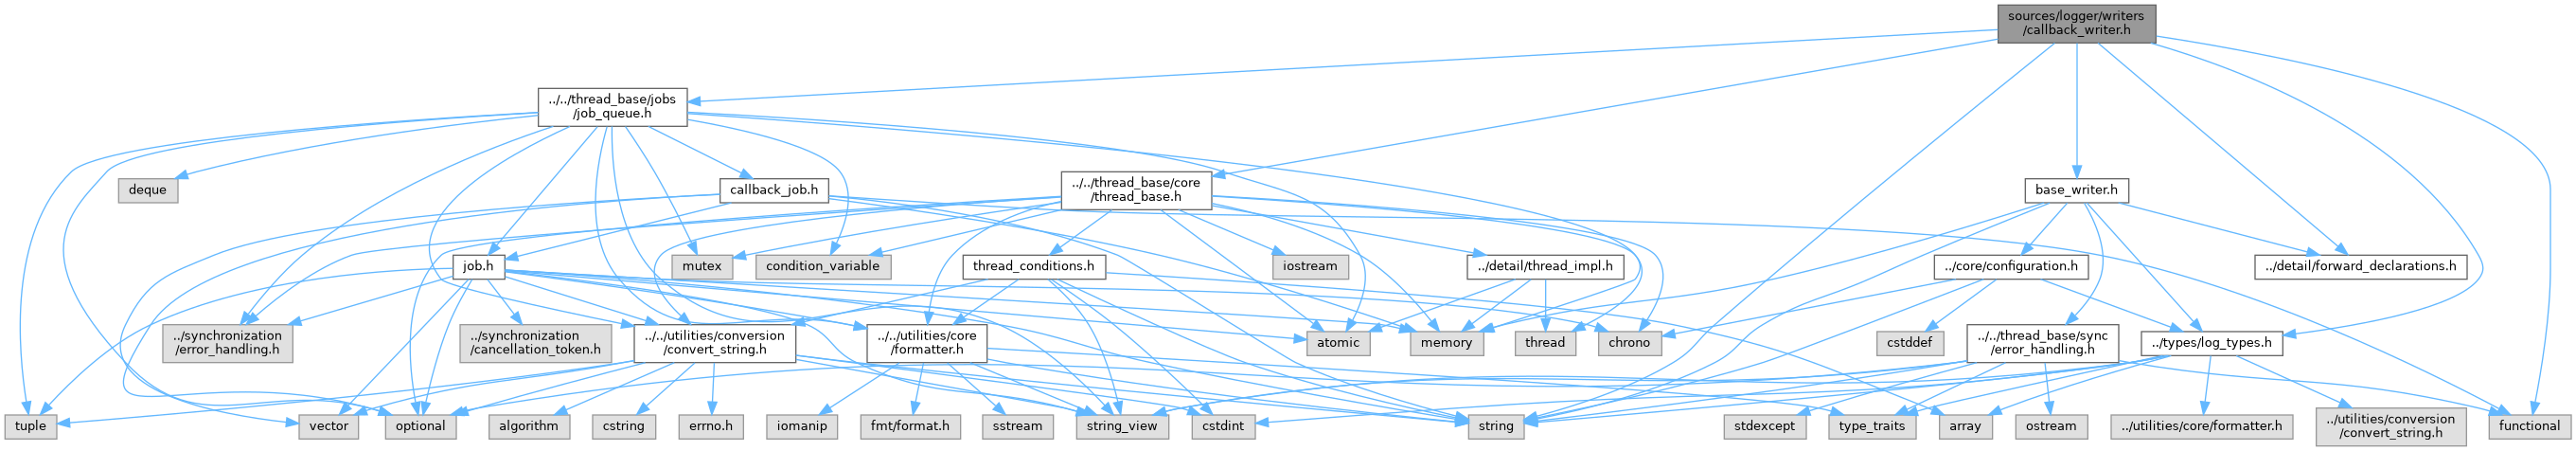 sources/logger/writers
/callback_writer.h
../../thread_base/jobs
/job_queue.h
deque
callback_job.h
../../thread_base/core
/thread_base.h
base_writer.h
mutex
condition_variable
iostream
job.h
thread_conditions.h
../detail/thread_impl.h
../core/configuration.h
../detail/forward_declarations.h
../synchronization
/error_handling.h
../synchronization
/cancellation_token.h
../../utilities/conversion
/convert_string.h
../../utilities/core
/formatter.h
atomic
memory
thread
chrono
cstddef
../../thread_base/sync
/error_handling.h
../types/log_types.h
tuple
vector
optional
algorithm
cstring
errno.h
iomanip
fmt/format.h
sstream
string_view
cstdint
string
stdexcept
type_traits
array
ostream
../utilities/core/formatter.h
../utilities/conversion
/convert_string.h
functional